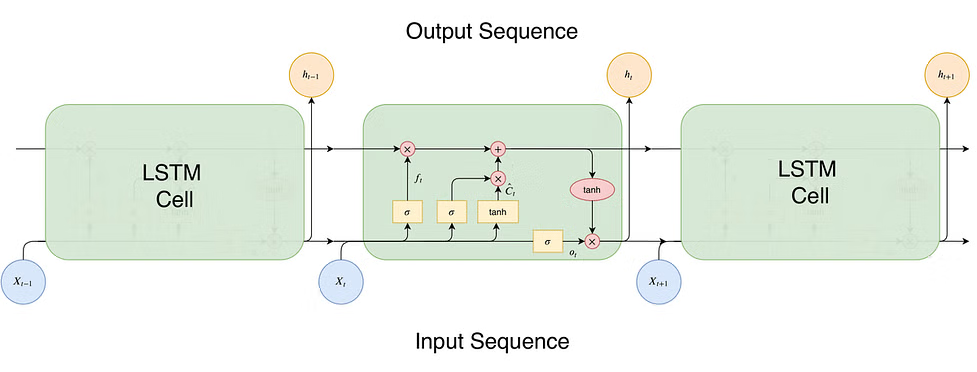 Output Sequence
h_{t-1}
h_t
h_{t+1}
LSTM
Cell
×
+
LSTM
Cell
f_t
×
Ĉ_t
tanh
σ
σ
tanh
σ
×
o_t
X_{t-1}
X_t
X_{t+1}
Input Sequence